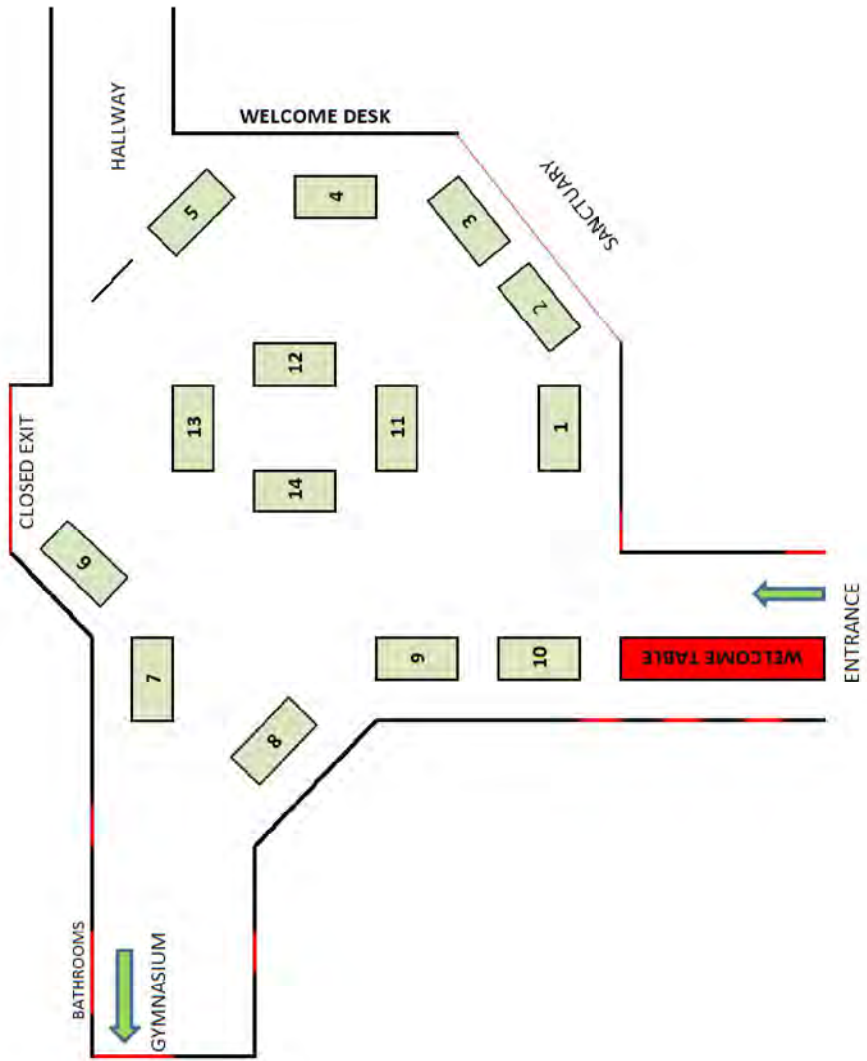 HALLWAY
WELCOME DESK
SANCTUARY
CLOSED EXIT
BATHROOMS
GYMNASIUM
ENTRANCE
WELCOME TABLE
5
4
3
2
12
13
11
14
1
6
7
8
9
10